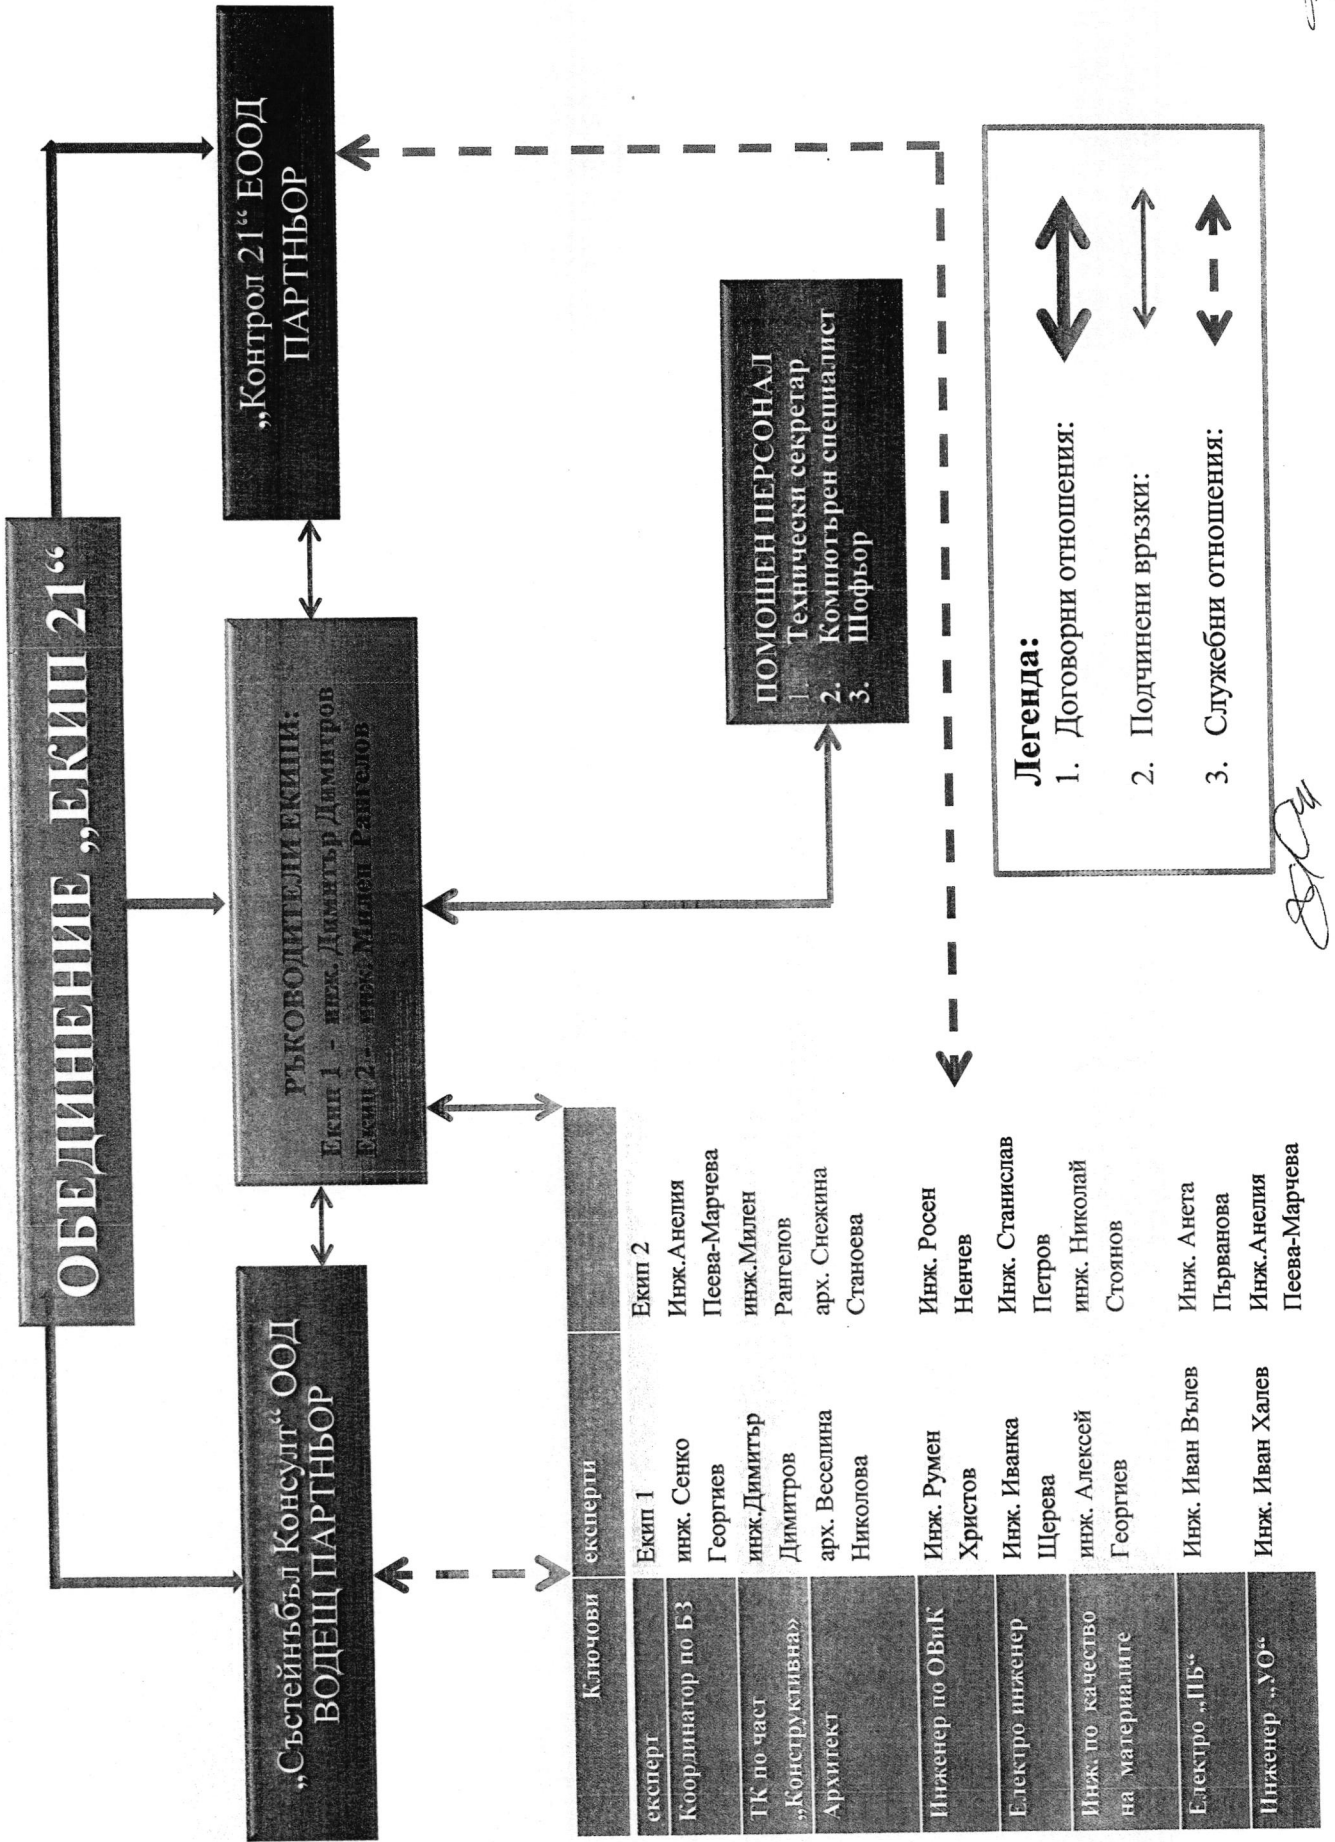 ОБЕДИНЕНИЕ „ЕКИП 21“
„Състейнъбъл Консулт“ ООД
ВОДЕЩ ПАРТНЬОР
РЪКОВОДИТЕЛИ ЕКИПИ:
Екип 1 - инж. Димитър Димитров
Екип 2 - инж. Милен Рангелов
„Контрол 21“ ЕООД
ПАРТНЬОР
ПОМОЩЕН ПЕРСОНАЛ
1. Технически секретар
2. Компютърен специалист
3. Шофьор
Ключови експерти
експерт Екип 1 Екип 2
Координатор по БЗ инж. Сенко Инж.Анелия
Георгиев Пеева-Марчева
ТК по част инж.Димитър инж.Милен
„Конструктивна» Димитров Рангелов
Архитект арх. Веселина арх. Снежина
Николова Станоева
Инженер по ОВиК Инж. Румен Инж. Росен
Христов Ненчев
Електро инженер Инж. Иванка Инж. Станислав
Щерева Петров
Инж. по качество инж. Алексей инж. Николай
на материалите Георгиев Стоянов
Електро „ПБ“ Инж. Иван Вълев Инж. Анета
Първанова
Инженер „УО“ Инж. Иван Халев Инж.Анелия
Пеева-Марчева
Легенда:
1. Договорни отношения:
2. Подчинени връзки:
3. Служебни отношения: